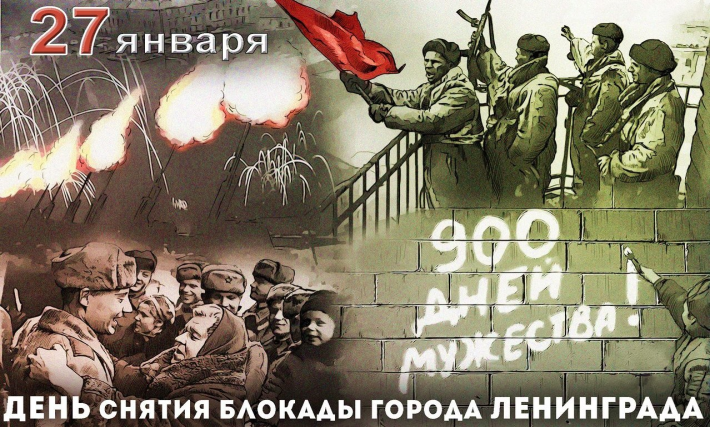 27 января
900
ДНЕЙ
МУЖЕСТВА!
ДЕНЬ СНЯТИЯ БЛОКАДЫ ГОРОДА ЛЕНИНГРАДА